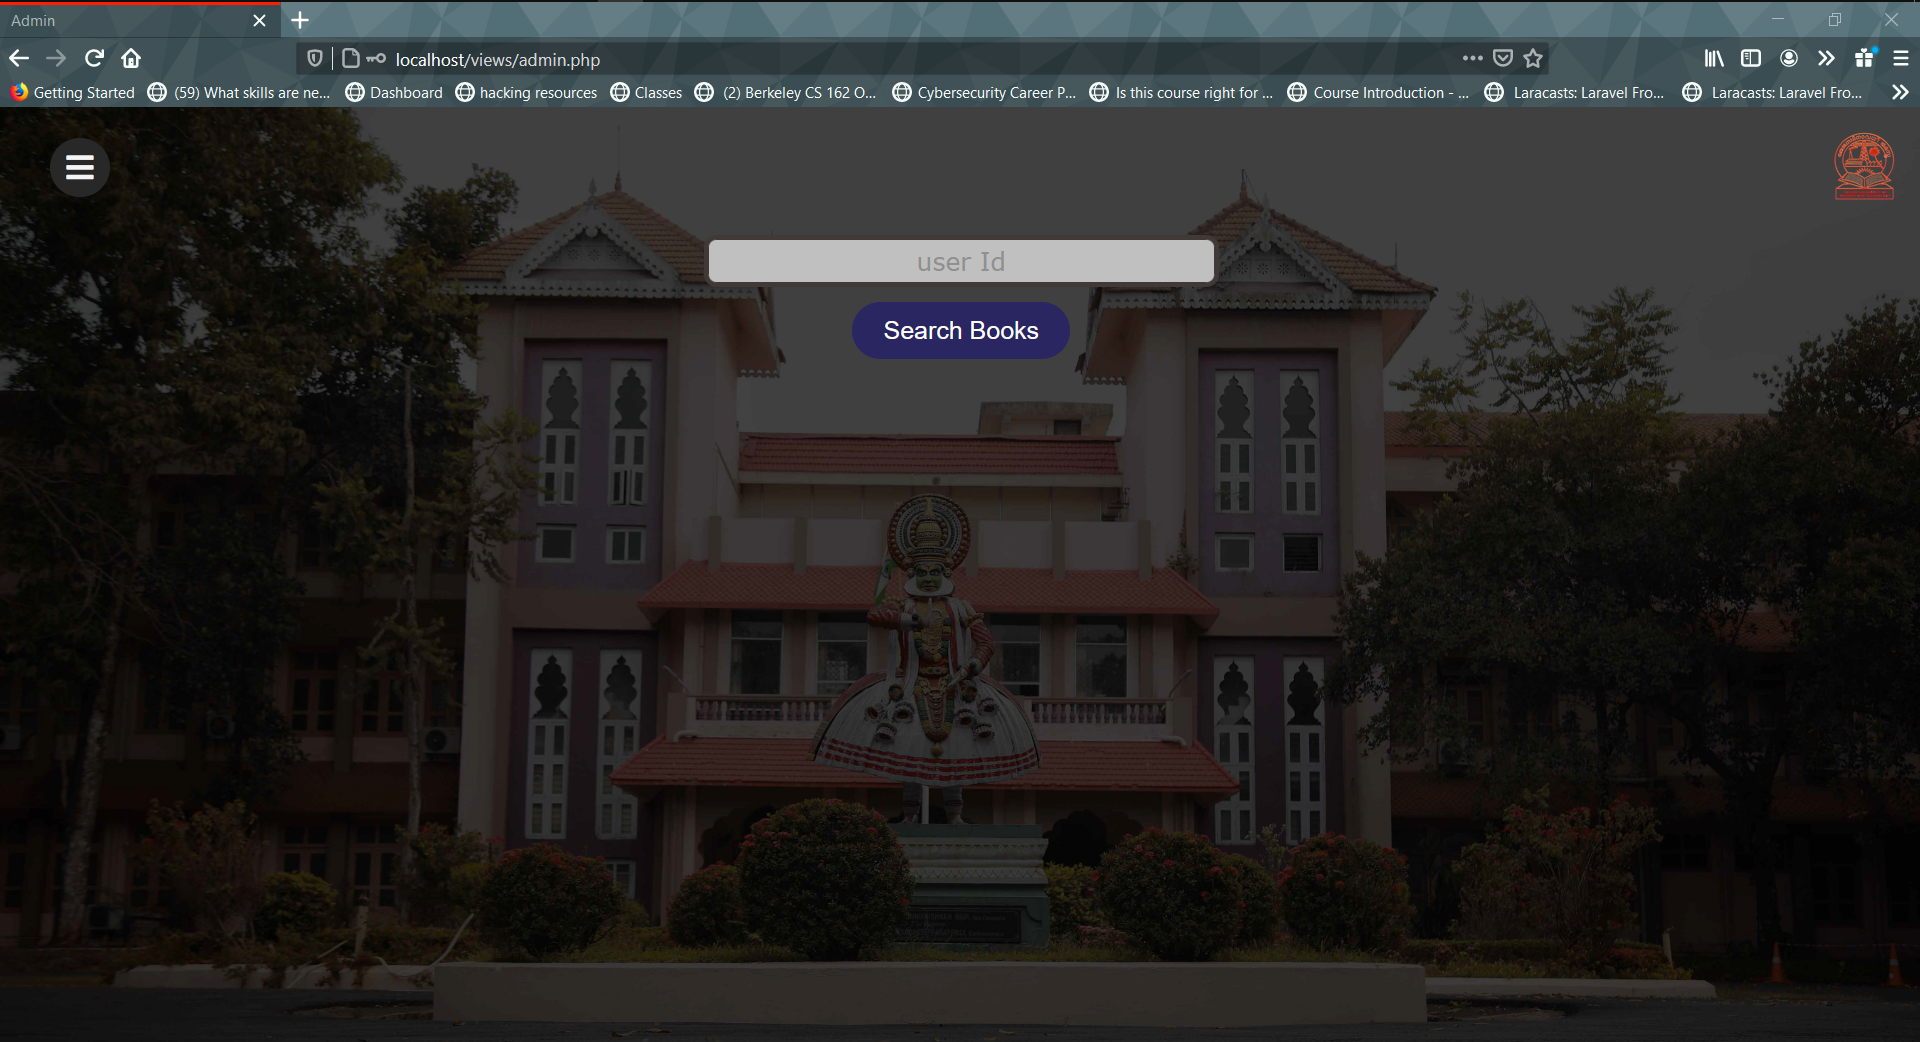 Admin
localhost/views/admin.php
Getting Started
(59) What skills are ne...
Dashboard
hacking resources
Classes
(2) Berkeley CS 162 O...
Cybersecurity Career P...
Is this course right for ...
Course Introduction - ...
Laracasts: Laravel Fro...
Laracasts: Laravel Fro...
user Id
Search Books